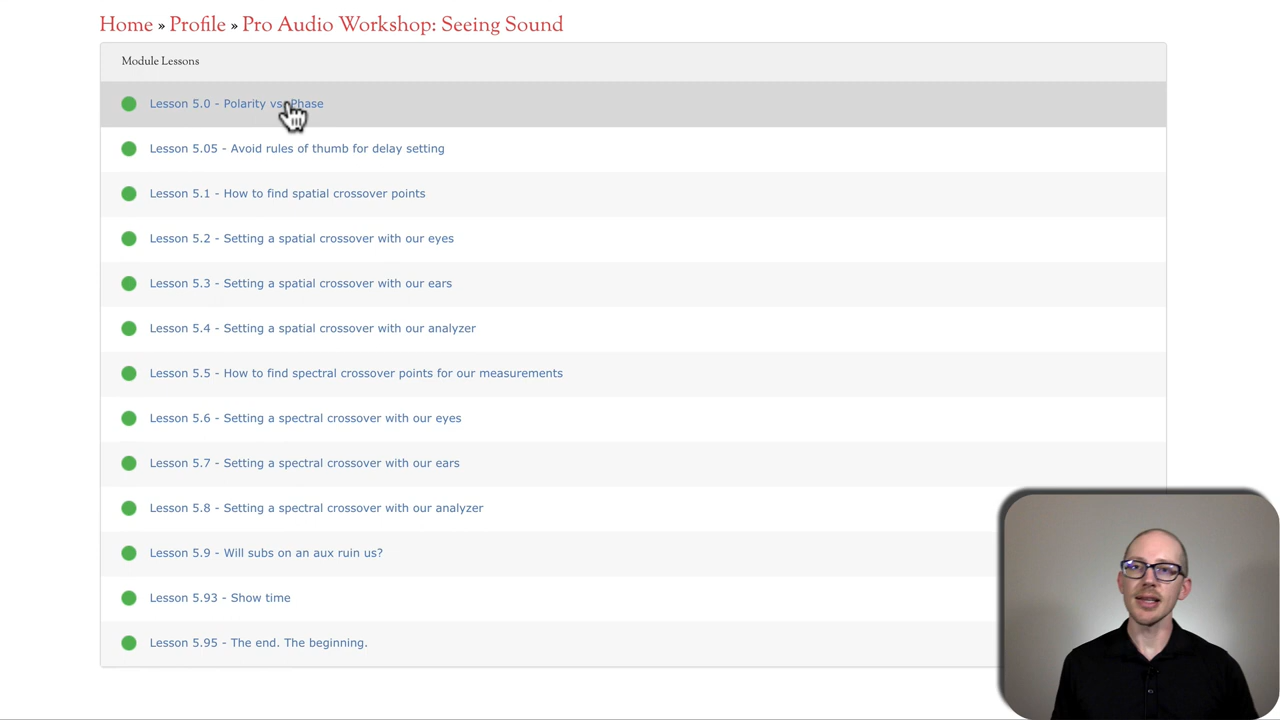 Home » Profile » Pro Audio Workshop: Seeing Sound
Module Lessons
Lesson 5.0 - Polarity vs. Phase
Lesson 5.05 - Avoid rules of thumb for delay setting
Lesson 5.1 - How to find spatial crossover points
Lesson 5.2 - Setting a spatial crossover with our eyes
Lesson 5.3 - Setting a spatial crossover with our ears
Lesson 5.4 - Setting a spatial crossover with our analyzer
Lesson 5.5 - How to find spectral crossover points for our measurements
Lesson 5.6 - Setting a spectral crossover with our eyes
Lesson 5.7 - Setting a spectral crossover with our ears
Lesson 5.8 - Setting a spectral crossover with our analyzer
Lesson 5.9 - Will subs on an aux ruin us?
Lesson 5.93 - Show time
Lesson 5.95 - The end. The beginning.